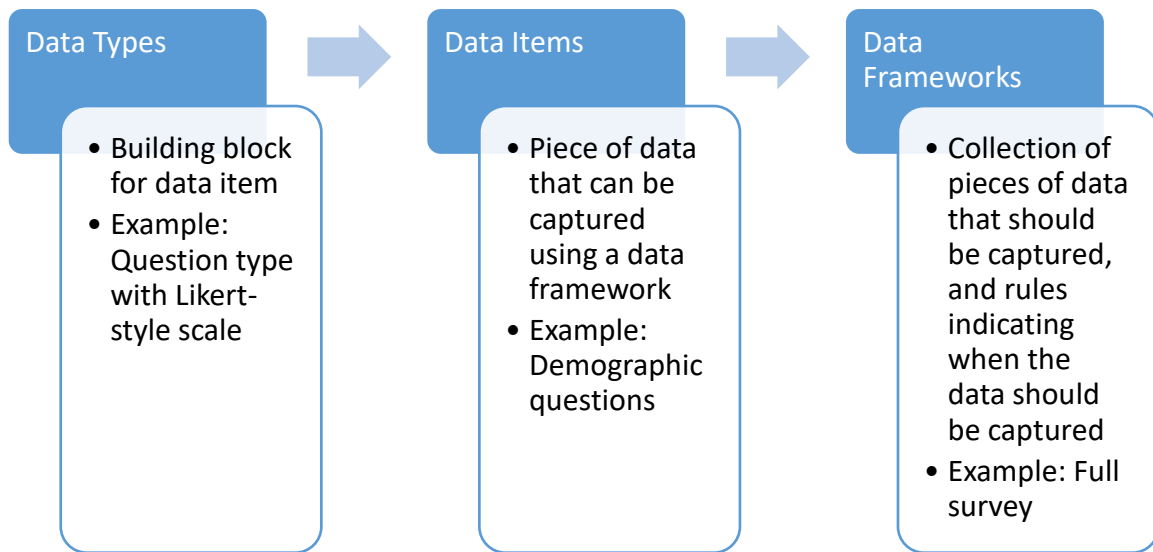 Data Types
• Building block
for data item
• Example:
Question type
with Likert-
style scale
Data Items
• Piece of data
that can be
captured
using a data
framework
• Example:
Demographic
questions
Data
Frameworks
• Collection of
pieces of data
that should
be captured,
and rules
indicating
when the
data should
be captured
• Example: Full
survey